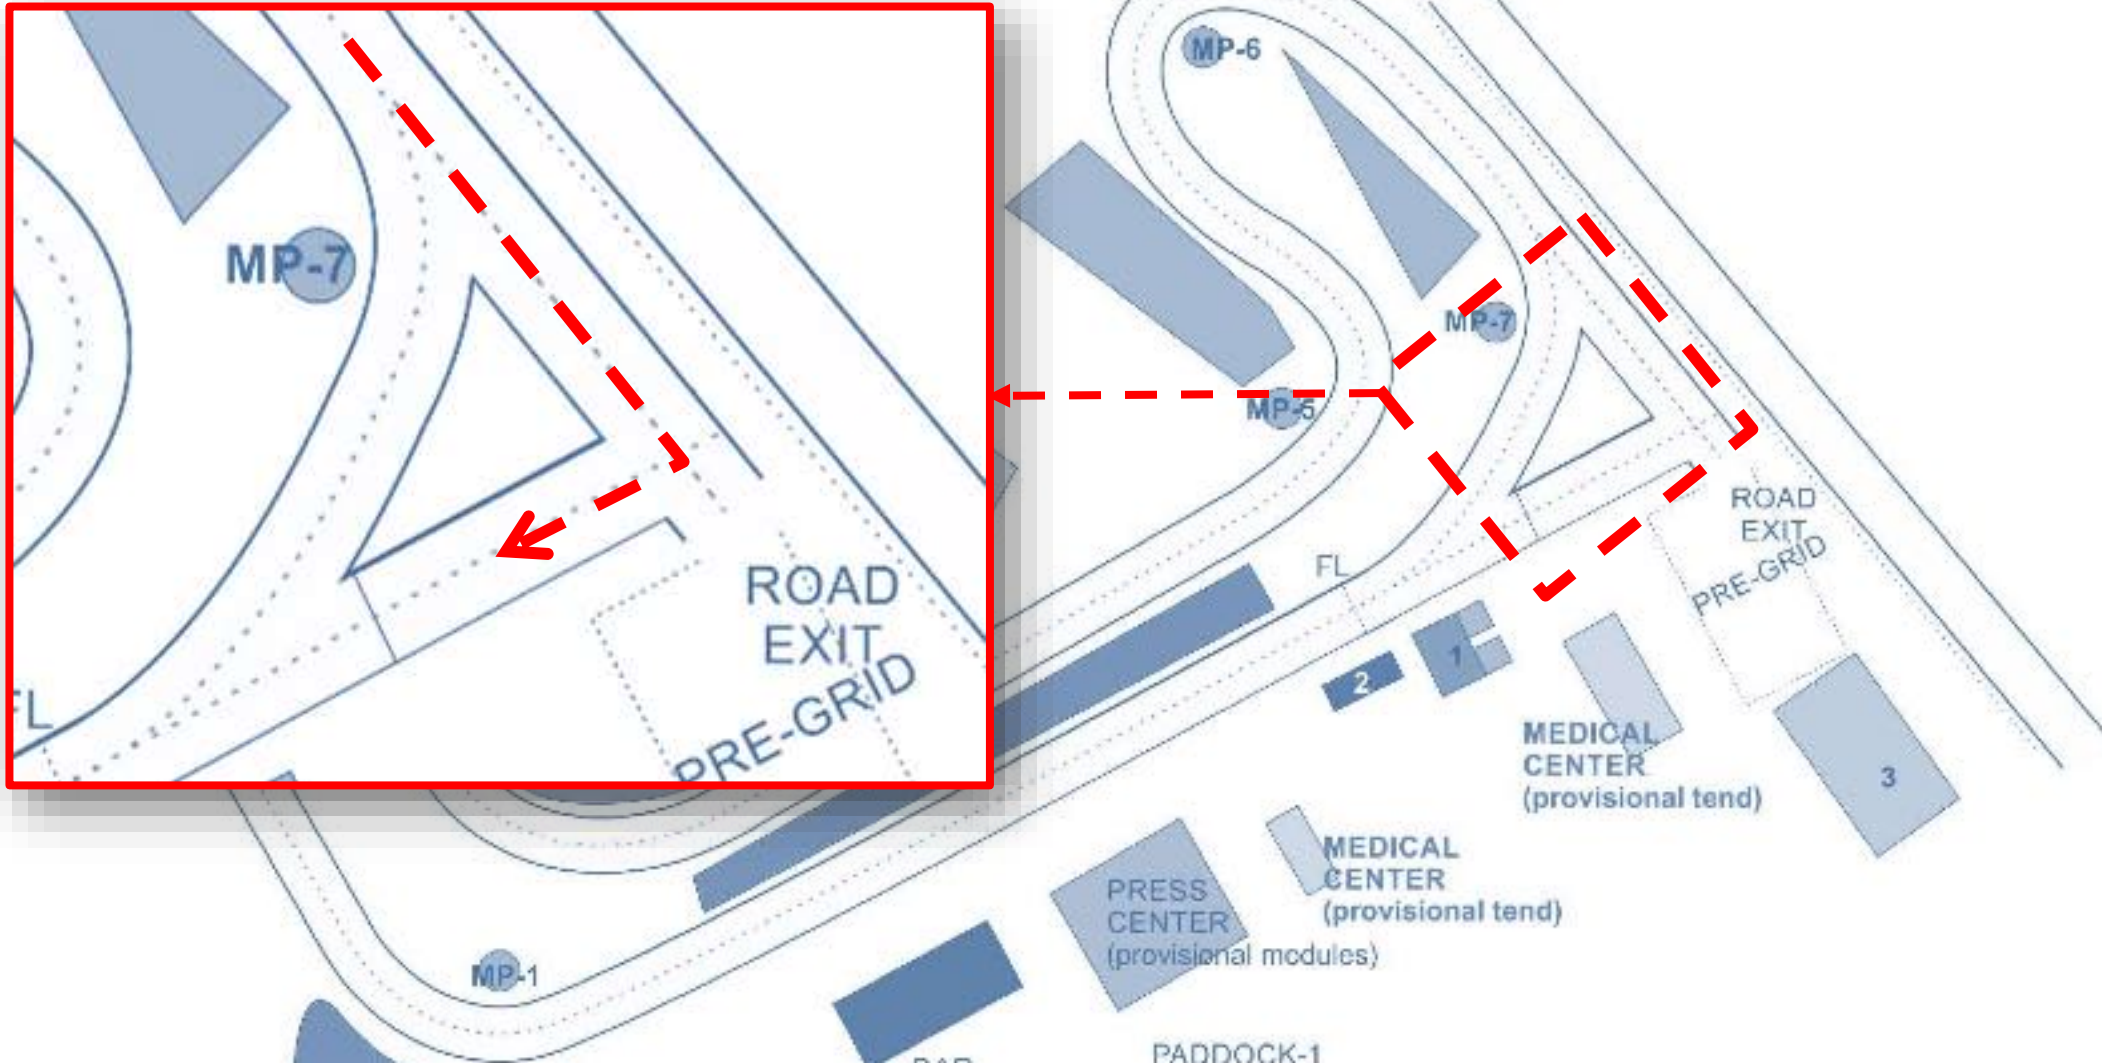 MP-7
FL
ROAD
EXIT
PRE-GRID
MP-6
MP-7
MP-5
FL
ROAD
EXIT
PRE-GRID
1
2
3
MEDICAL
CENTER
(provisional tend)
MEDICAL
CENTER
(provisional tend)
PRESS
CENTER
(provisional modules)
MP-1
PADDOCK-1